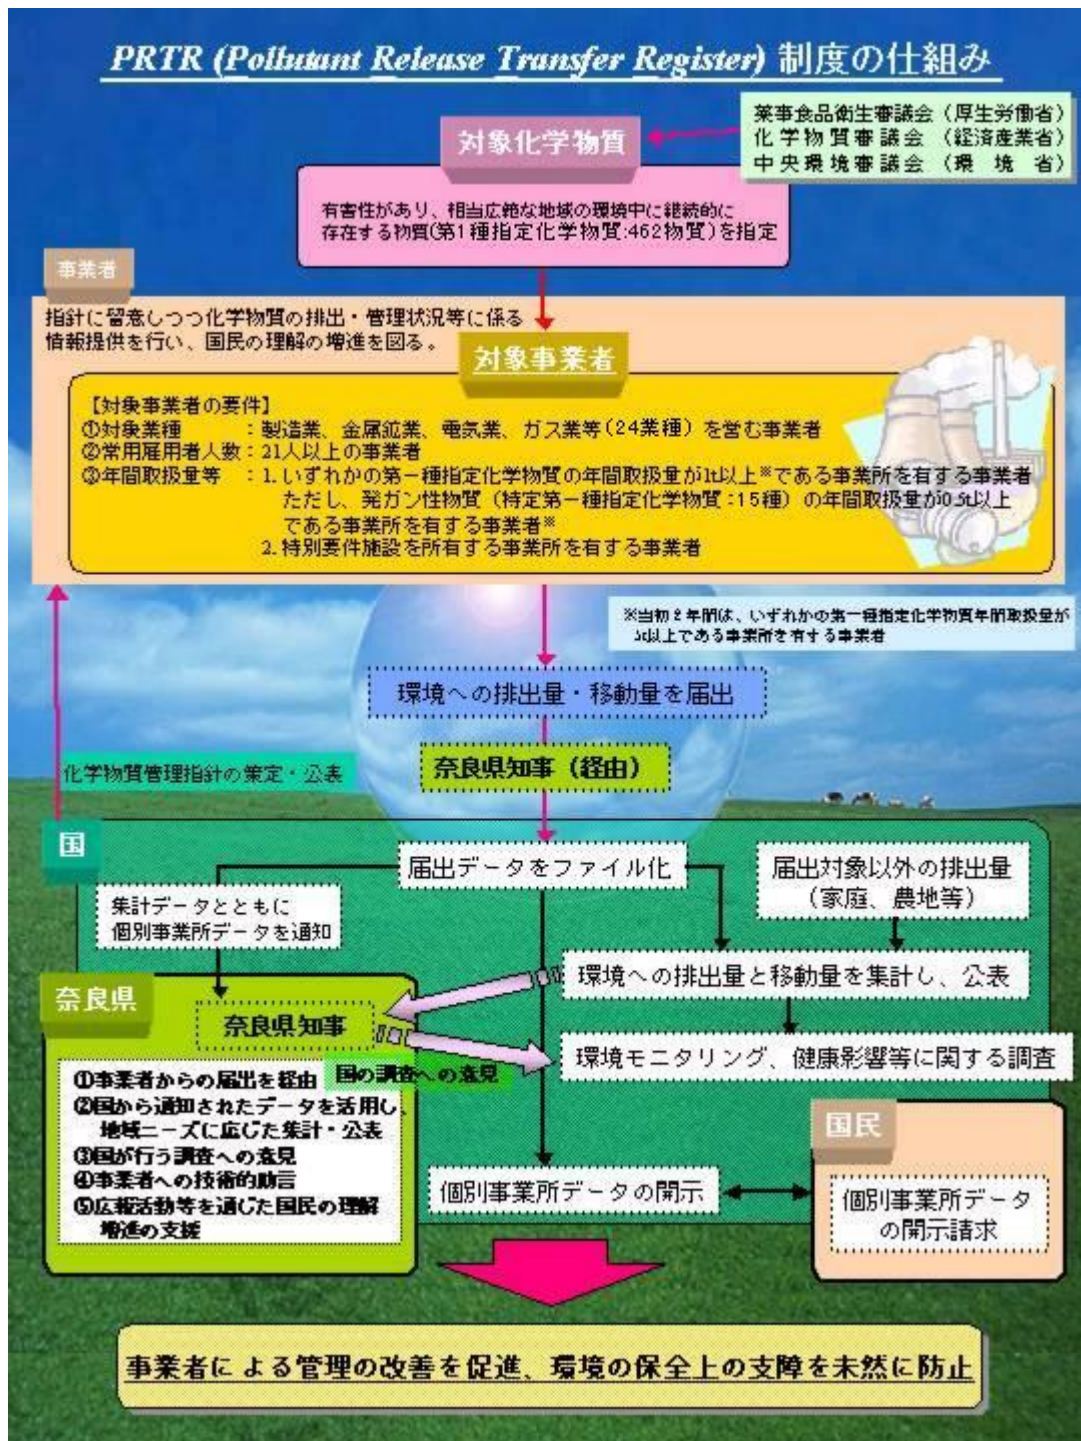 PRTR (Pollutant Release Transfer Register) 制度の仕組み
薬事食品衛生審議会（厚生労働省）
化学物質審議会（経済産業省）
中央環境審議会（環境省）
対象化学物質
有害性があり、相当広範な地域の環境中に継続的に
存在する物質(第1種指定化学物質:462物質)を指定
事業者
指針に留意しつつ化学物質の排出・管理状況等に係る
情報提供を行い、国民の理解の増進を図る。
対象事業者
【対象事業者の要件】
①対象業種：製造業、金属鉱業、電気業、ガス業等(24業種)を営む事業者
②常用雇用者人数：21人以上の事業者
③年間取扱量等：1.いずれかの第一種指定化学物質の年間取扱量が1t以上※である事業所を有する事業者
ただし、発ガン性物質（特定第一種指定化学物質:15種）の年間取扱量が0.5t以上
である事業所を有する事業者※
2.特別要件施設を所有する事業所を有する事業者
※当初2年間は、いずれかの第一種指定化学物質年間取扱量が
5t以上である事業所を有する事業者
環境への排出量・移動量を届出
奈良県知事（経由）
化学物質管理指針の策定・公表
国
届出データをファイル化
届出対象以外の排出量
（家庭、農地等）
集計データとともに
個別事業所データを通知
環境への排出量と移動量を集計し、公表
奈良県
奈良県知事
環境モニタリング、健康影響等に関する調査
国の調査への意見
①事業者からの届出を経由
②国から通知されたデータを活用し、
地域ニーズに応じた集計・公表
③国が行う調査への意見
④事業者への技術的助言
⑤広報活動等を通じた国民の理解
増進の支援
国民
個別事業所データの開示
個別事業所データ
の開示請求
事業者による管理の改善を促進、環境の保全上の支障を未然に防止